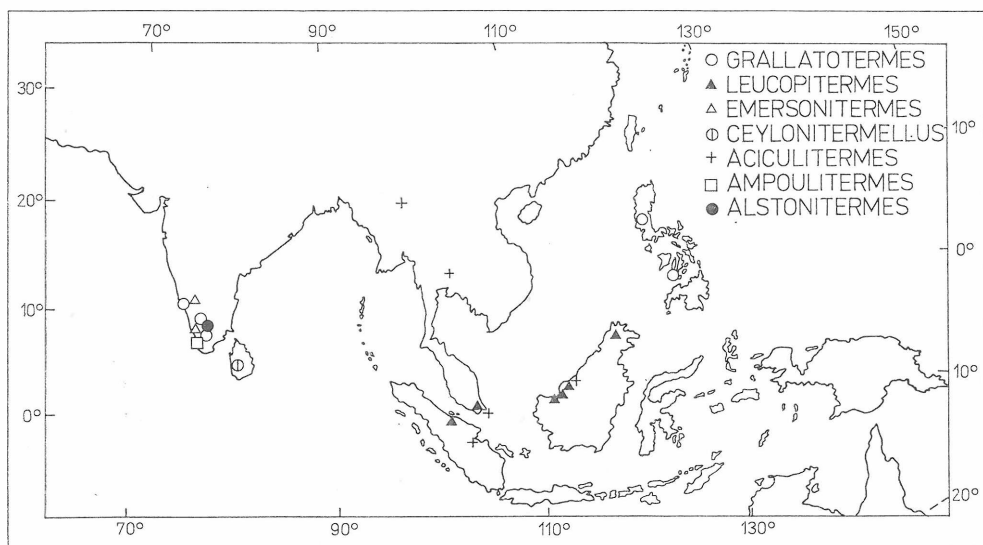 70° 90° 110° 130° 150°
○ GRALLATOTERMES
▲ LEUCOPITERMES
△ EMERSONITERMES
⦶ CEYLONITERMELLUS
+ ACICULITERMES
□ AMPOULITERMES
● ALSTONITERMES
30°
10°
20°
0°
10°
10°
0°
20°
70° 90° 110° 130°